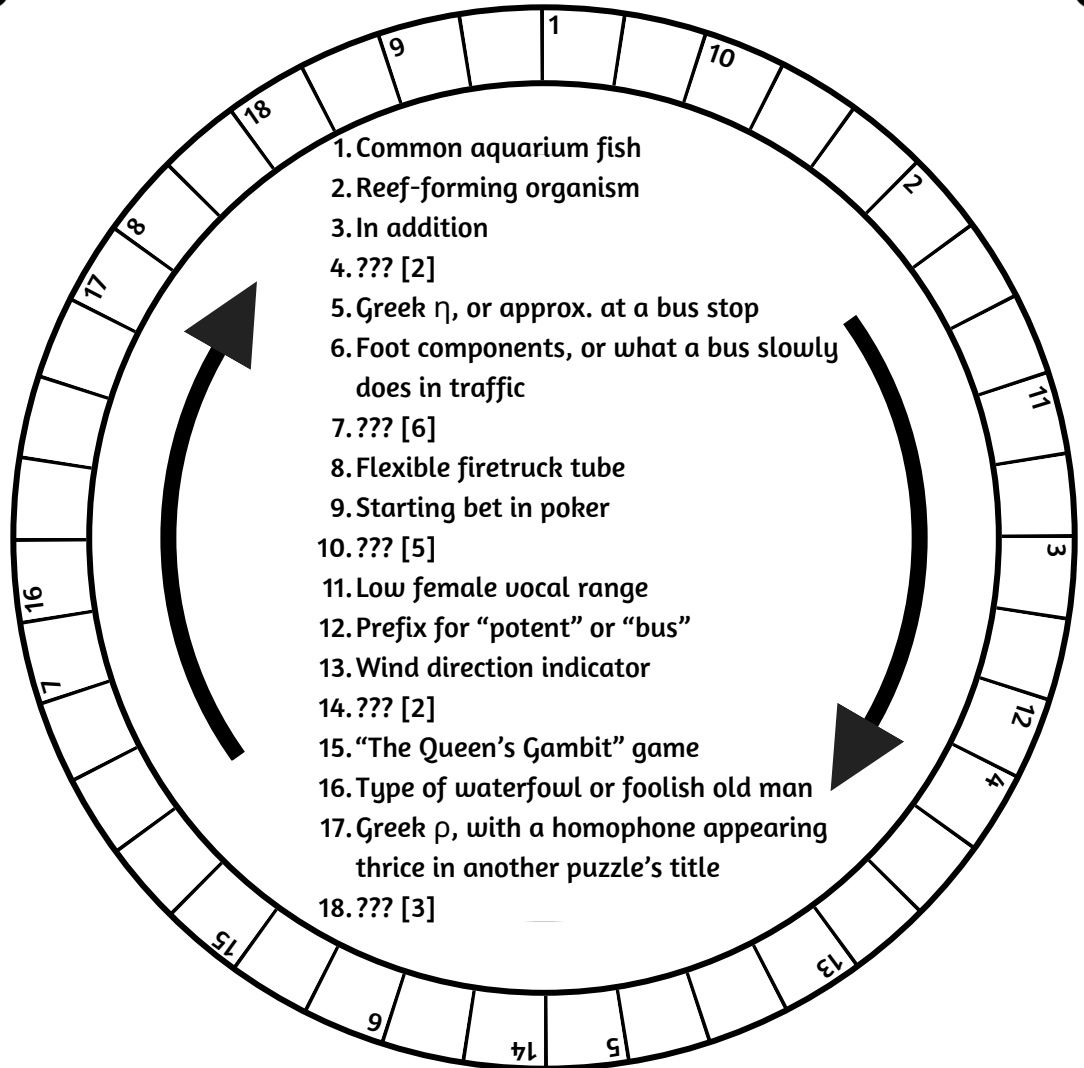 1
10
2
11
3
12
4
13
5
14
6
15
7
16
17
8
18
9
1. Common aquarium fish
2. Reef-forming organism
3. In addition
4. ??? [2]
5. Greek η, or approx. at a bus stop
6. Foot components, or what a bus slowly
does in traffic
7. ??? [6]
8. Flexible firetruck tube
9. Starting bet in poker
10. ??? [5]
11. Low female vocal range
12. Prefix for “potent” or “bus”
13. Wind direction indicator
14. ??? [2]
15. “The Queen’s Gambit” game
16. Type of waterfowl or foolish old man
17. Greek ρ, with a homophone appearing
thrice in another puzzle’s title
18. ??? [3]